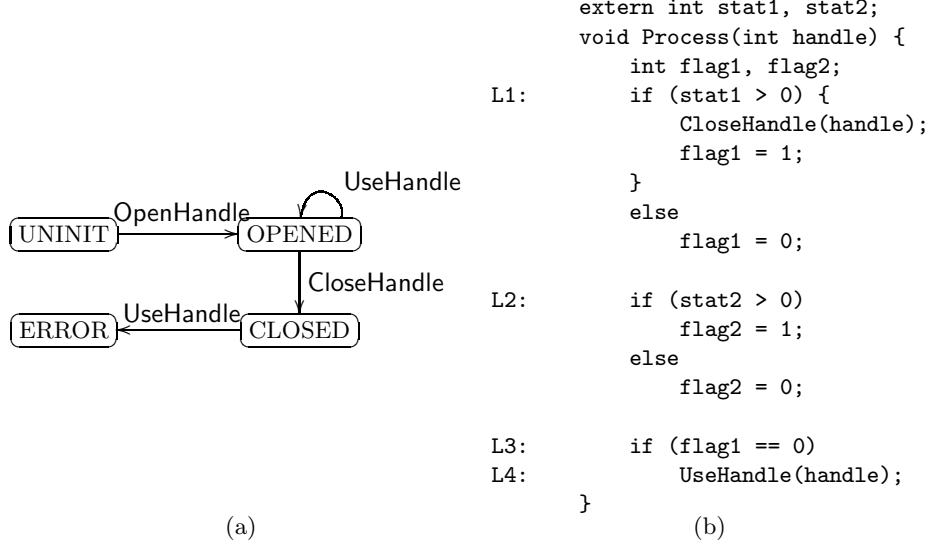 UseHandle
OpenHandle
UNINIT
OPENED
CloseHandle
UseHandle
ERROR
CLOSED
(a)
extern int stat1, stat2;
void Process(int handle) {
int flag1, flag2;
L1: if (stat1 > 0) {
CloseHandle(handle);
flag1 = 1;
}
else
flag1 = 0;
L2: if (stat2 > 0)
flag2 = 1;
else
flag2 = 0;
L3: if (flag1 == 0)
L4: UseHandle(handle);
}
(b)